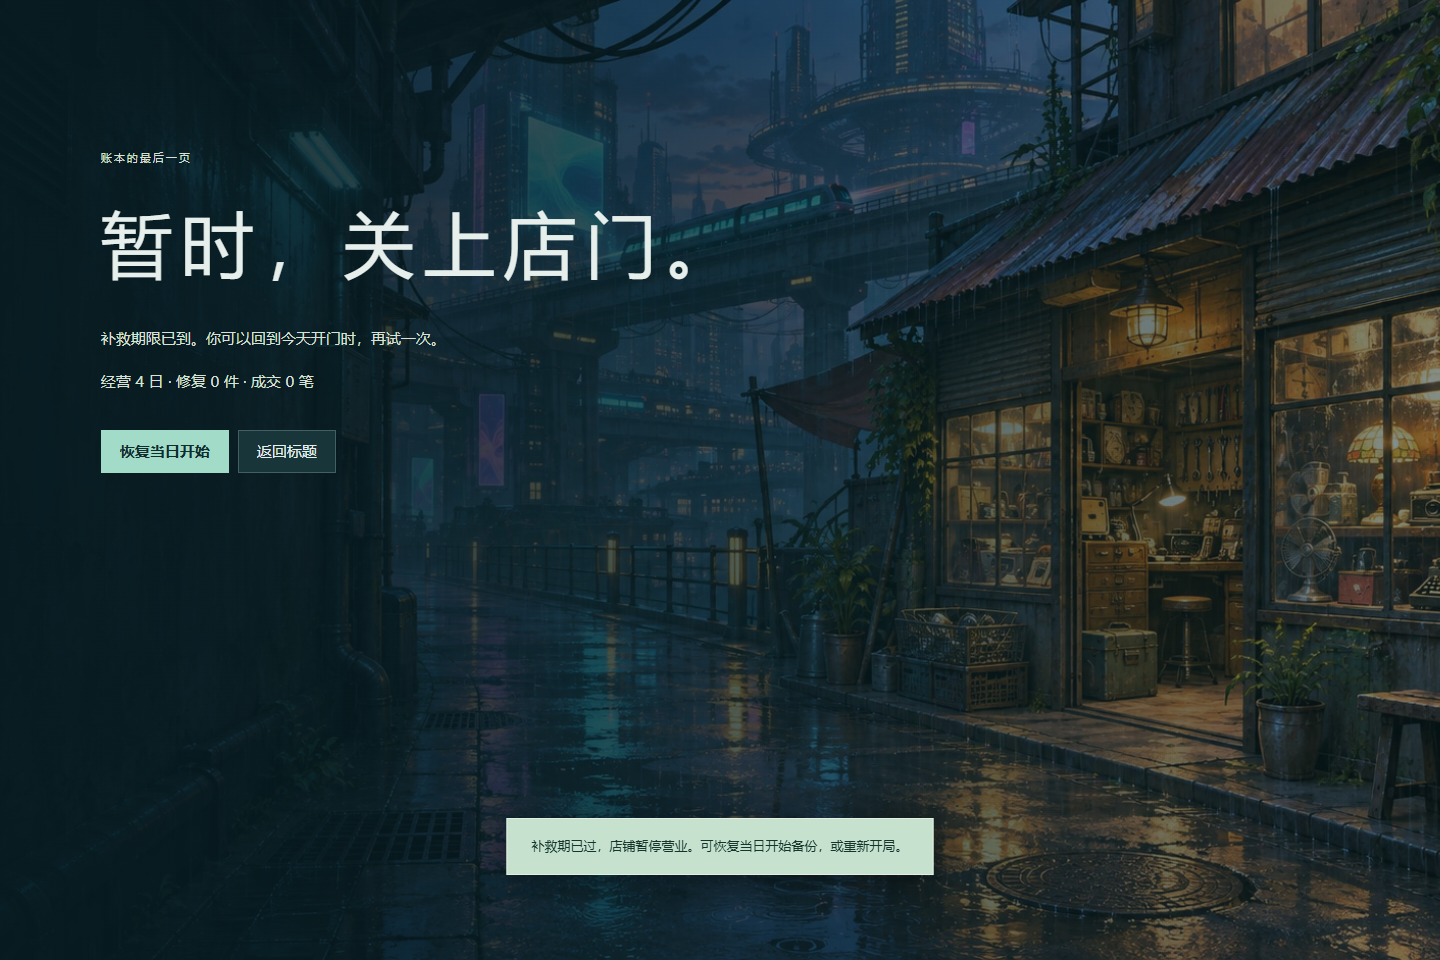 账本的最后一页
暂时，关上店门。
补救期限已到。你可以回到今天开门时，再试一次。
经营 4 日 · 修复 0 件 · 成交 0 笔
恢复当日开始 返回标题
补救期已过，店铺暂停营业。可恢复当日开始备份，或重新开局。